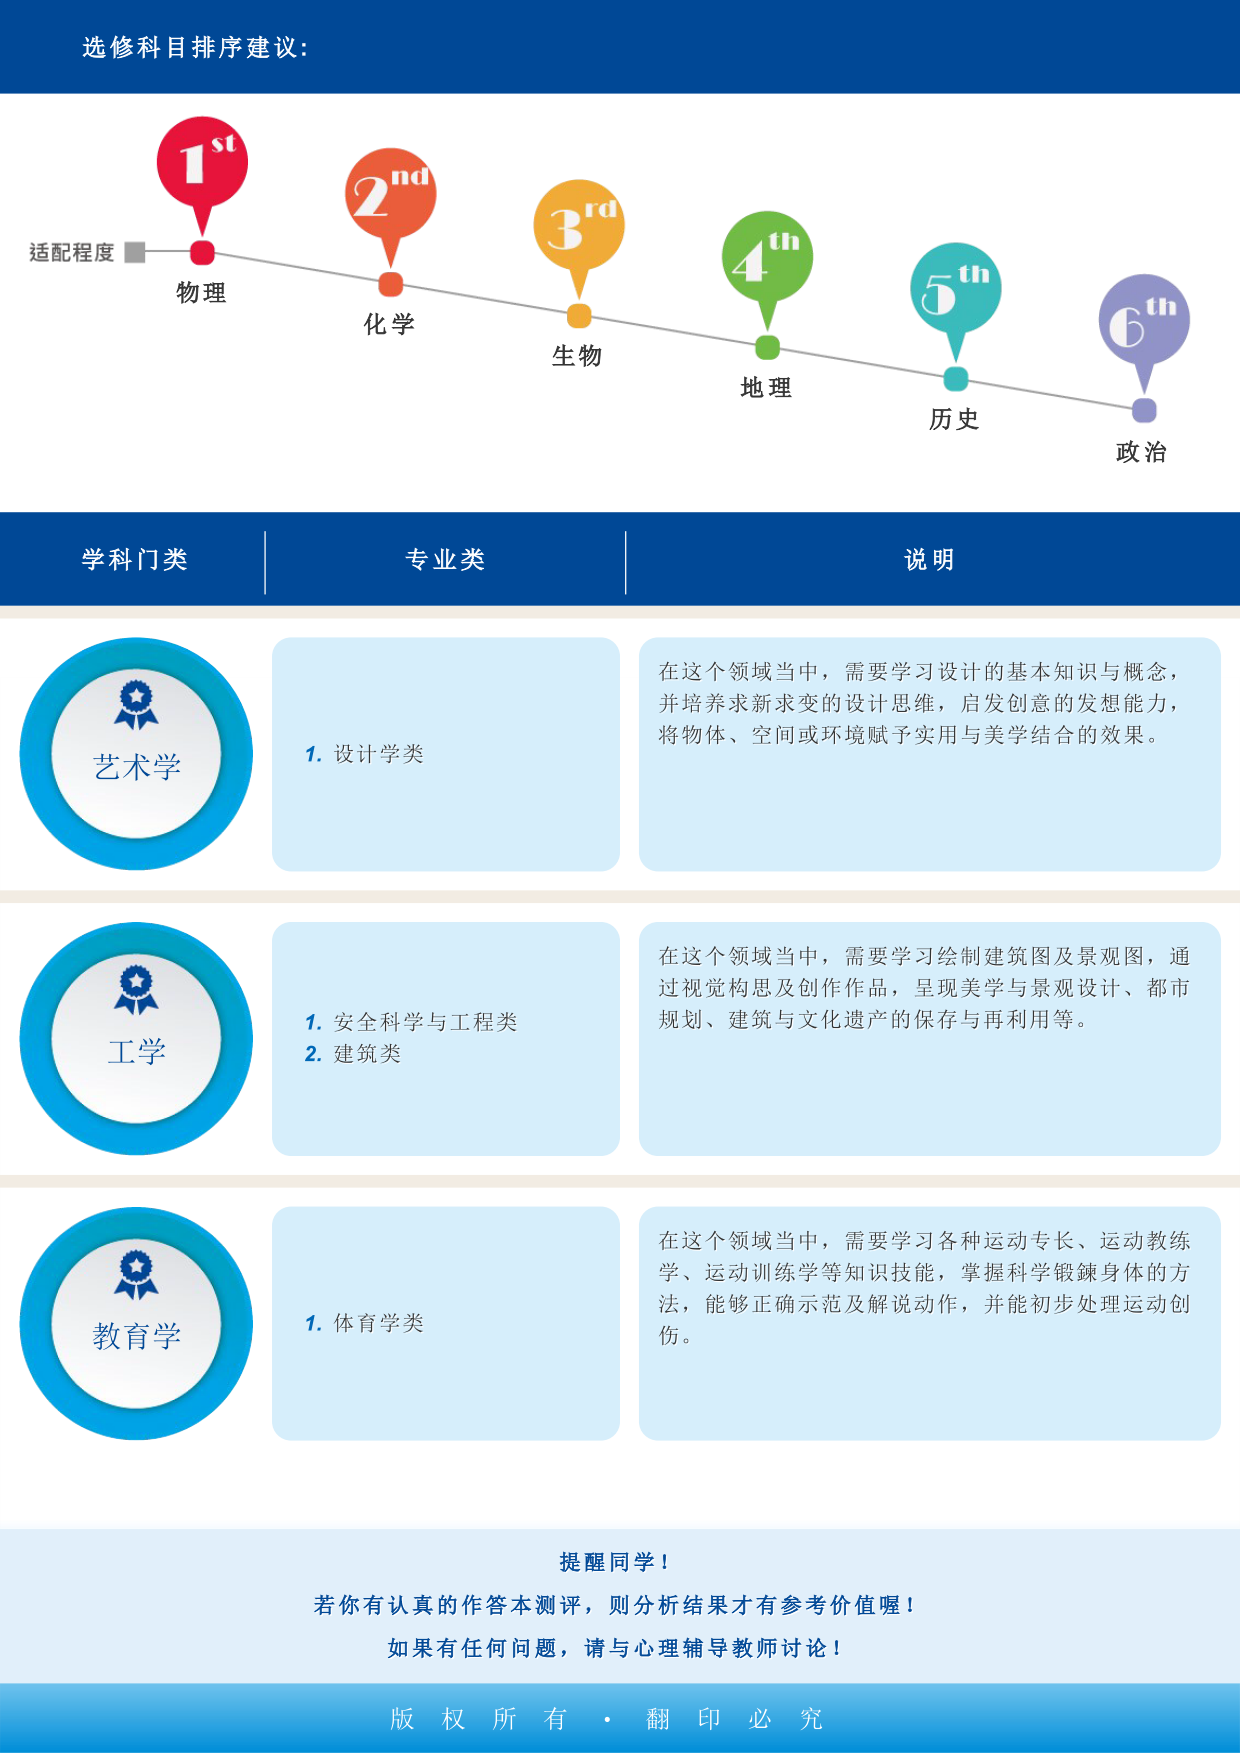 选修科目排序建议:
1st
2nd
3rd
4th
5th
6th
适配程度
物理
化学
生物
地理
历史
政治
学科门类 专业类 说明
艺术学
1. 设计学类
在这个领域当中，需要学习设计的基本知识与概念，
并培养求新求变的设计思维，启发创意的发想能力，
将物体、空间或环境赋予实用与美学结合的效果。
工学
1. 安全科学与工程类
2. 建筑类
在这个领域当中，需要学习绘制建筑图及景观图，通
过视觉构思及创作作品，呈现美学与景观设计、都市
规划、建筑与文化遗产的保存与再利用等。
教育学
1. 体育学类
在这个领域当中，需要学习各种运动专长、运动教练
学、运动训练学等知识技能，掌握科学锻鍊身体的方
法，能够正确示范及解说动作，并能初步处理运动创
伤。
提醒同学！
若你有认真的作答本测评，则分析结果才有参考价值喔！
如果有任何问题，请与心理辅导教师讨论！
版权所有·翻印必究